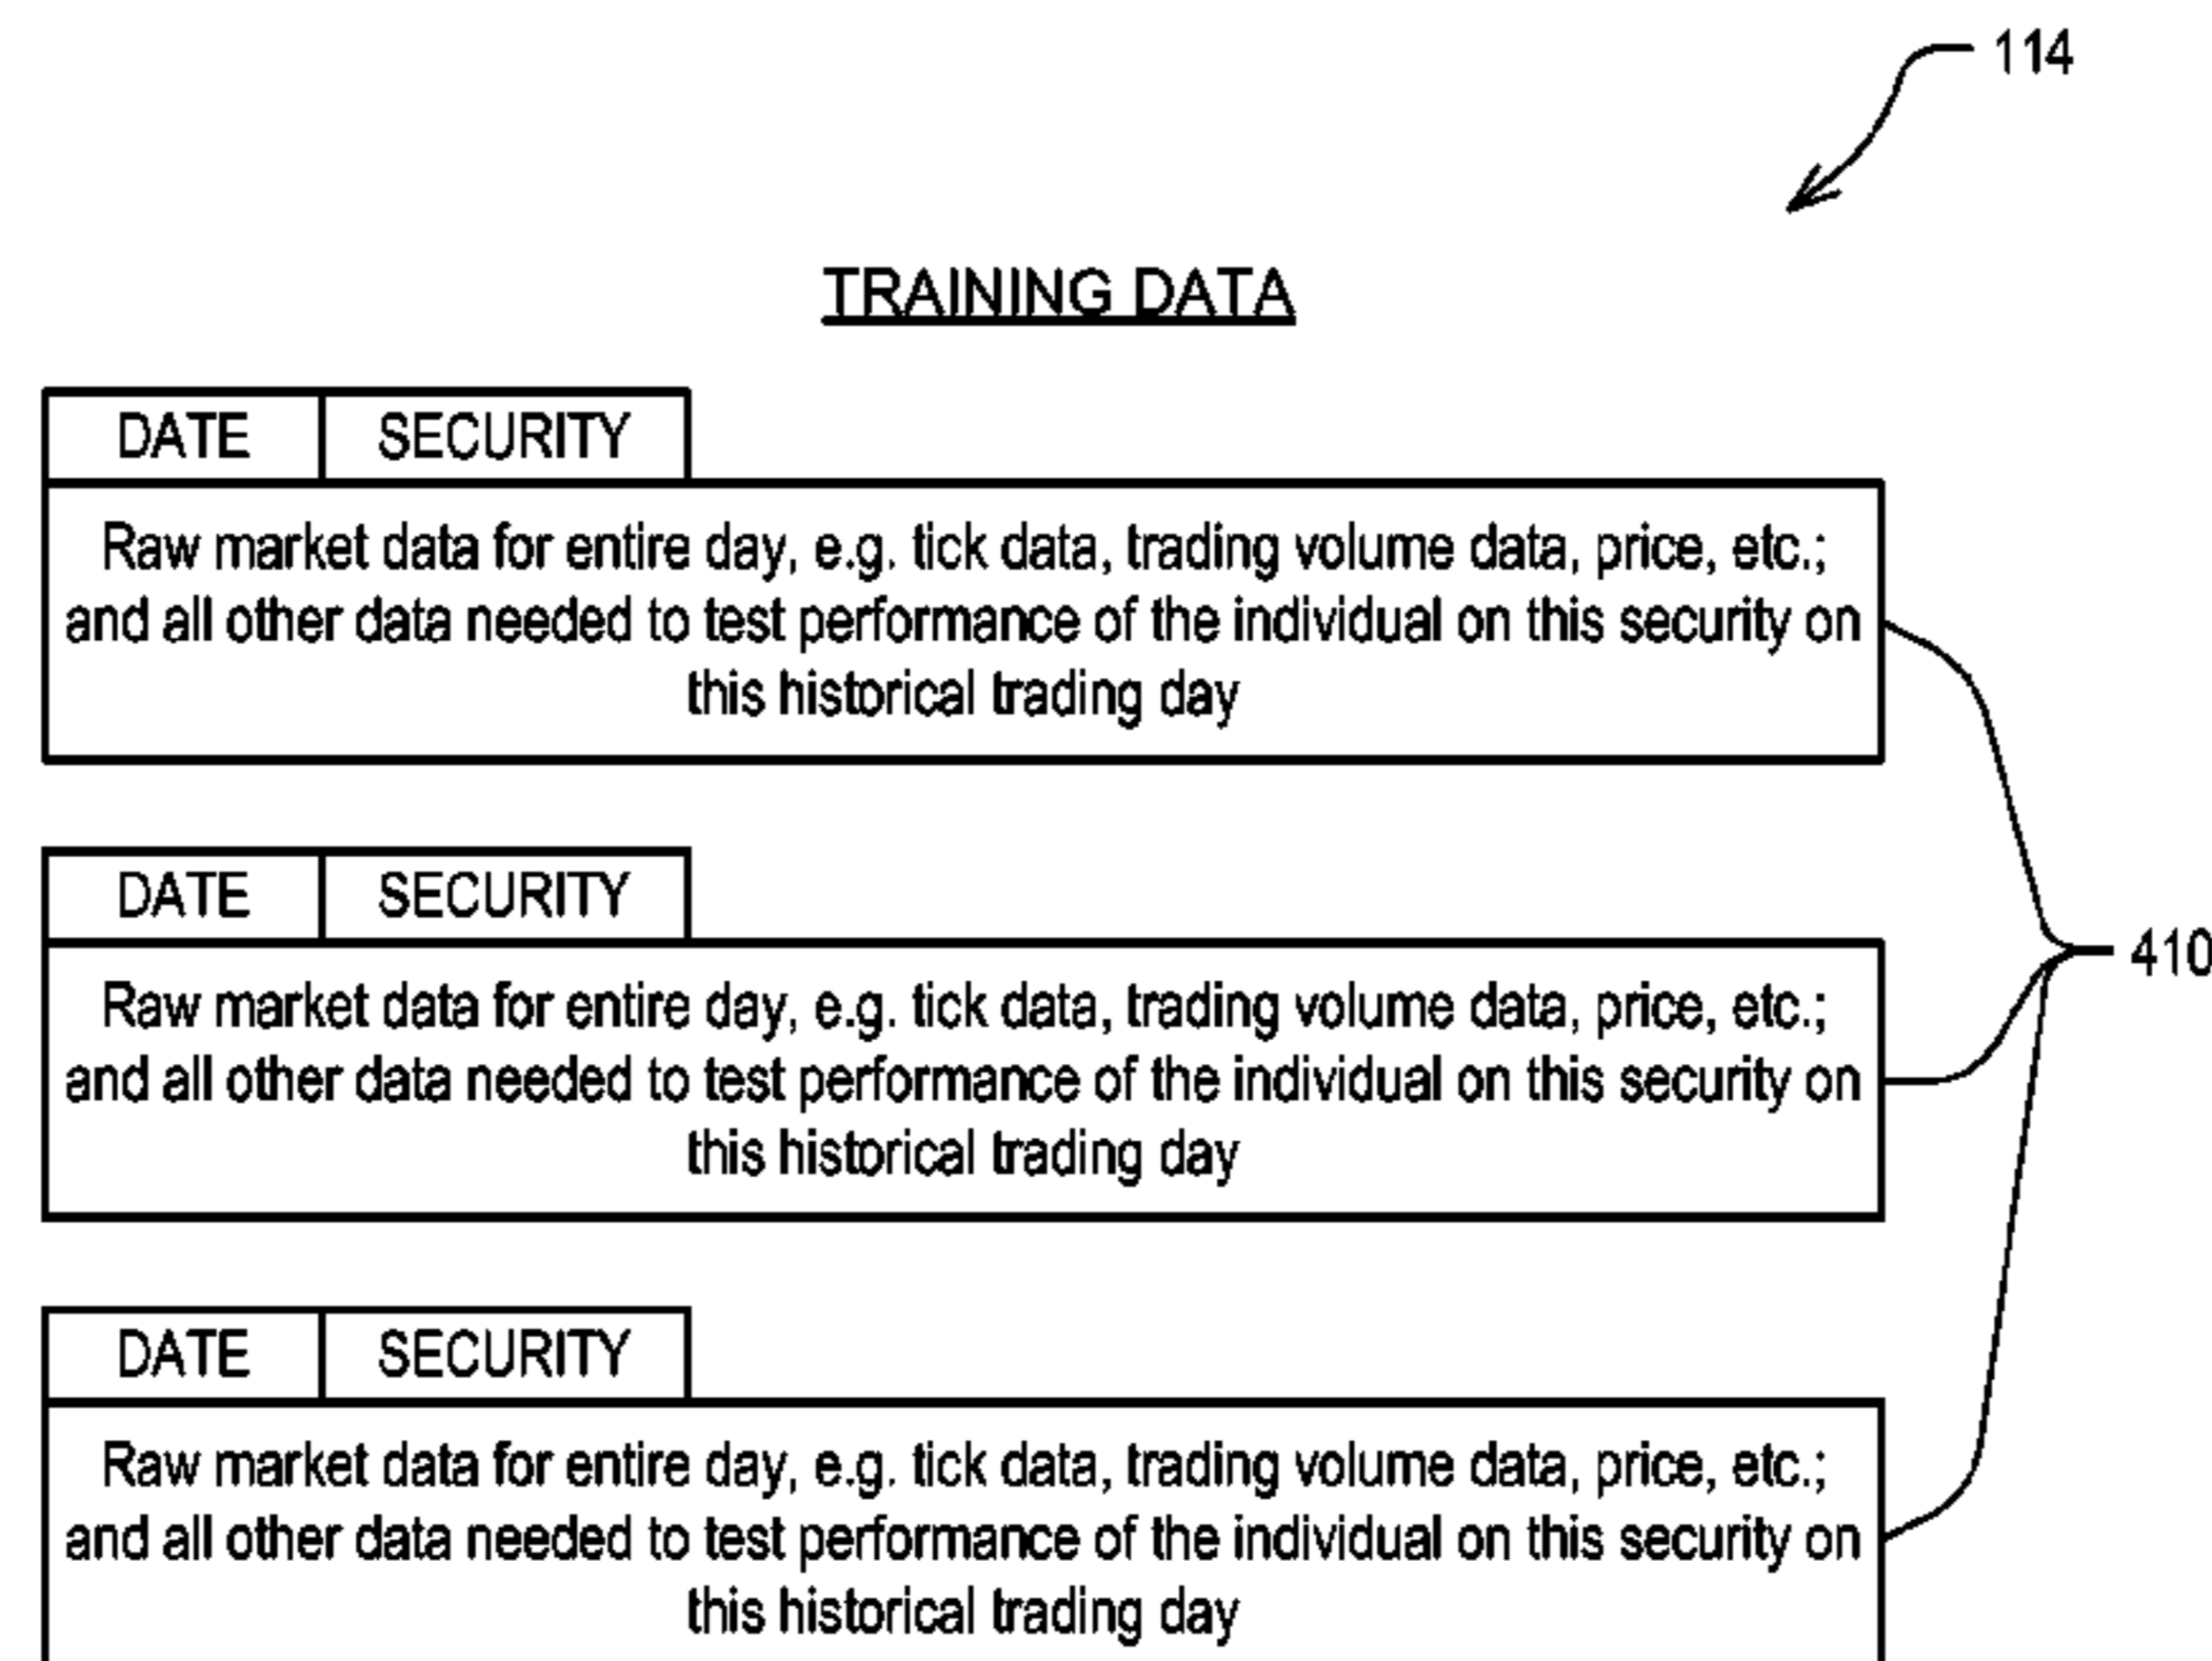 114
TRAINING DATA
DATE SECURITY
Raw market data for entire day, e.g. tick data, trading volume data, price, etc.;
and all other data needed to test performance of the individual on this security on
this historical trading day
DATE SECURITY
410
Raw market data for entire day, e.g. tick data, trading volume data, price, etc.;
and all other data needed to test performance of the individual on this security on
this historical trading day
DATE SECURITY
Raw market data for entire day, e.g. tick data, trading volume data, price, etc.;
and all other data needed to test performance of the individual on this security on
this historical trading day